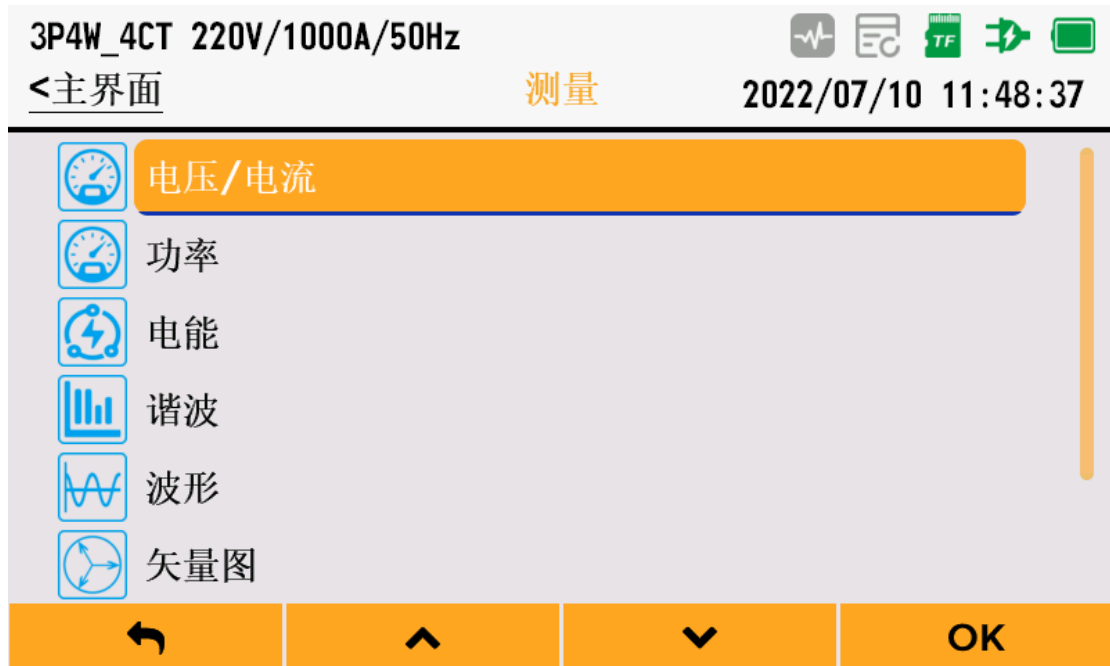 3P4W_4CT 220V/1000A/50Hz
TF
<主界面
测量
2022/07/10 11:48:37
电压/电流
功率
电能
谐波
波形
矢量图
OK